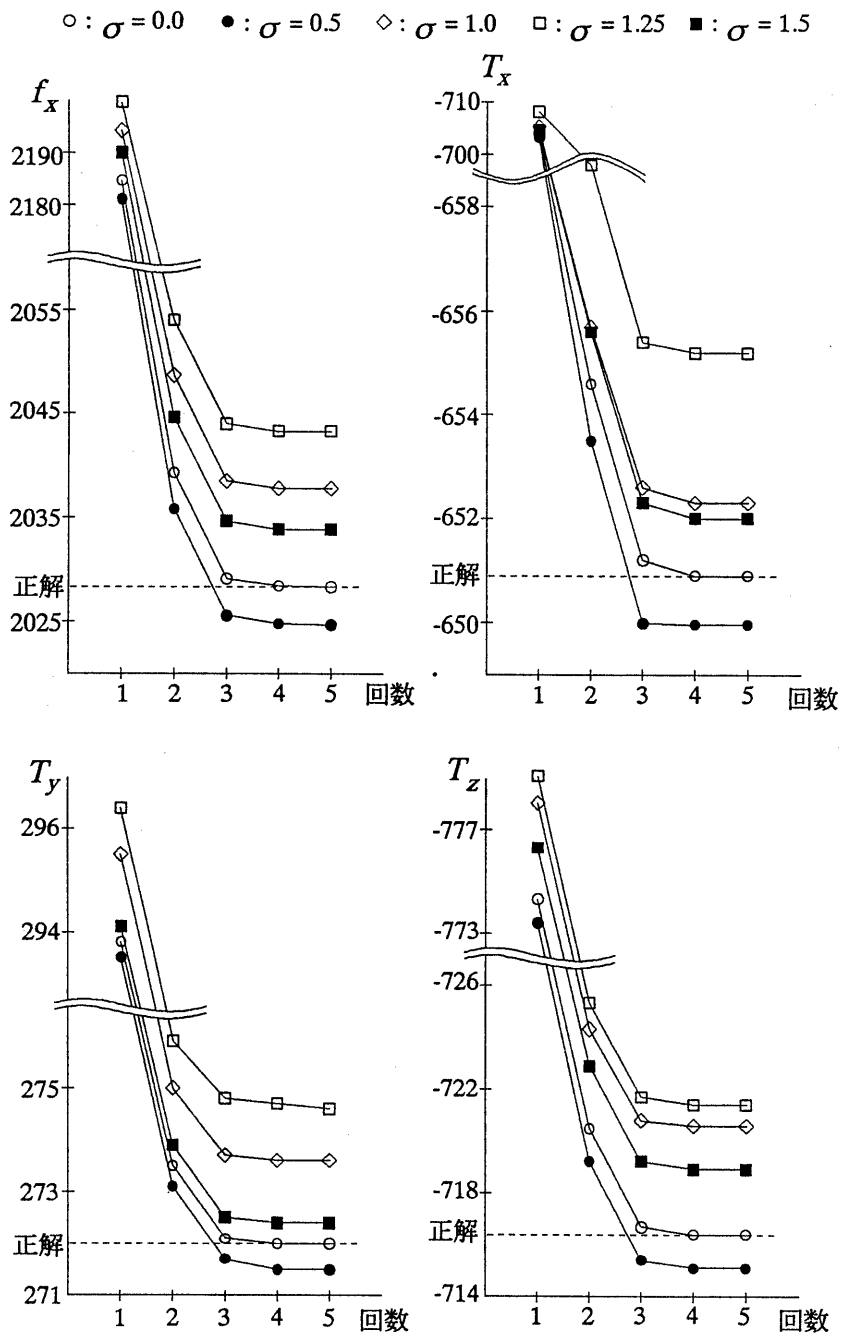 ○ : σ = 0.0 ● : σ = 0.5 ◇ : σ = 1.0 □ : σ = 1.25 ■ : σ = 1.5
f_x
2190
2180
2055
2045
2035
正解
2025
1 2 3 4 5 回数
T_x
-710
-700
-658
-656
-654
-652
正解
-650
1 2 3 4 5 回数
T_y
296
294
275
273
正解
271
1 2 3 4 5 回数
T_z
-777
-773
-726
-722
-718
正解
-714
1 2 3 4 5 回数